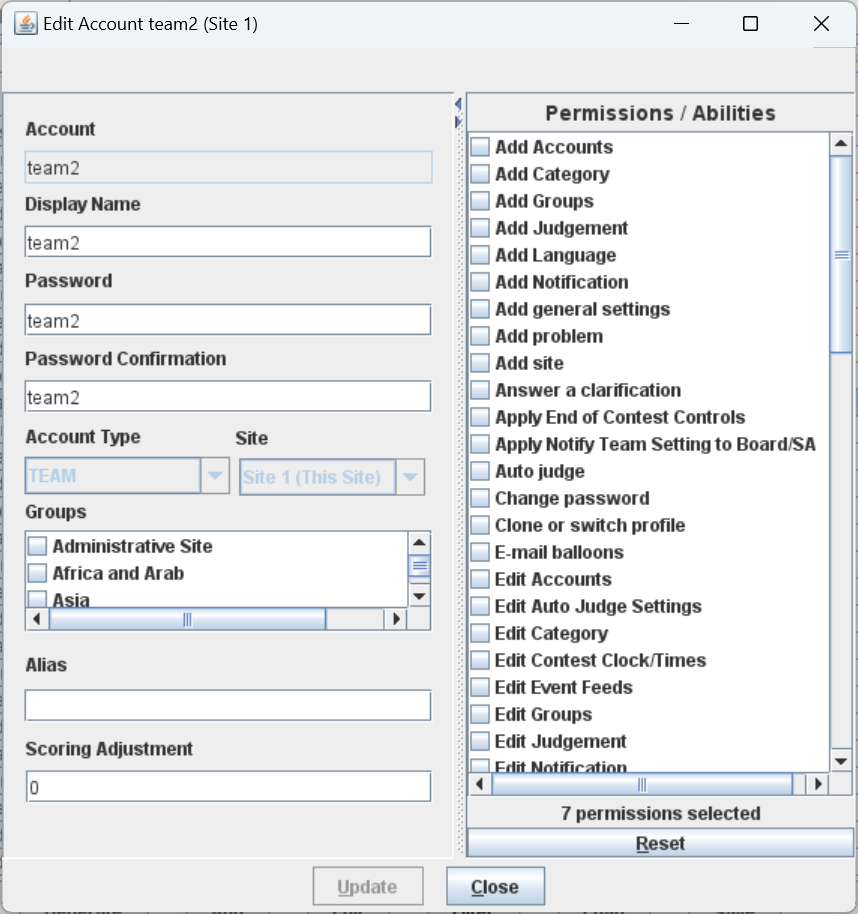 Edit Account team2 (Site 1)
Account
team2
Display Name
team2
Password
team2
Password Confirmation
team2
Account Type
Site
TEAM
Site 1 (This Site)
Groups
Administrative Site
Africa and Arab
Asia
Alias
Scoring Adjustment
0
Permissions / Abilities
Add Accounts
Add Category
Add Groups
Add Judgement
Add Language
Add Notification
Add general settings
Add problem
Add site
Answer a clarification
Apply End of Contest Controls
Apply Notify Team Setting to Board/SA
Auto judge
Change password
Clone or switch profile
E-mail balloons
Edit Accounts
Edit Auto Judge Settings
Edit Category
Edit Contest Clock/Times
Edit Event Feeds
Edit Groups
Edit Judgement
Edit Notification
7 permissions selected
Reset
Update
Close